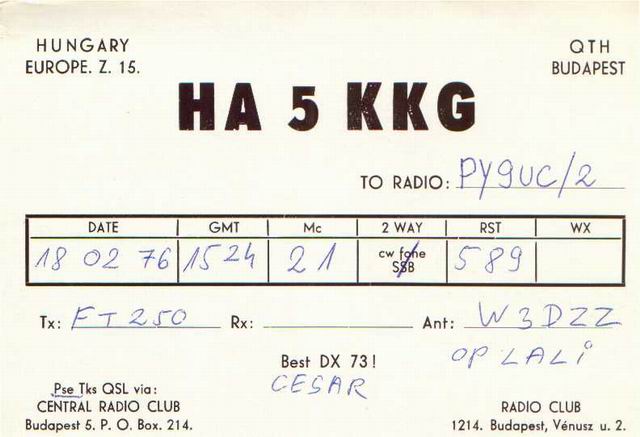 HUNGARY
EUROPE. Z. 15.
QTH
BUDAPEST
HA 5 KKG
TO RADIO: PY9UC/2
DATE GMT Mc 2 WAY RST WX
18 02 76 1524 21 cw fone SSB 589
Tx: FT250 Rx: Ant: W3DZZ
Best DX 73! OP LALI
CESAR
Pse Tks QSL via:
CENTRAL RADIO CLUB
Budapest 5. P. O. Box. 214.
RADIO CLUB
1214. Budapest, Vénusz u. 2.